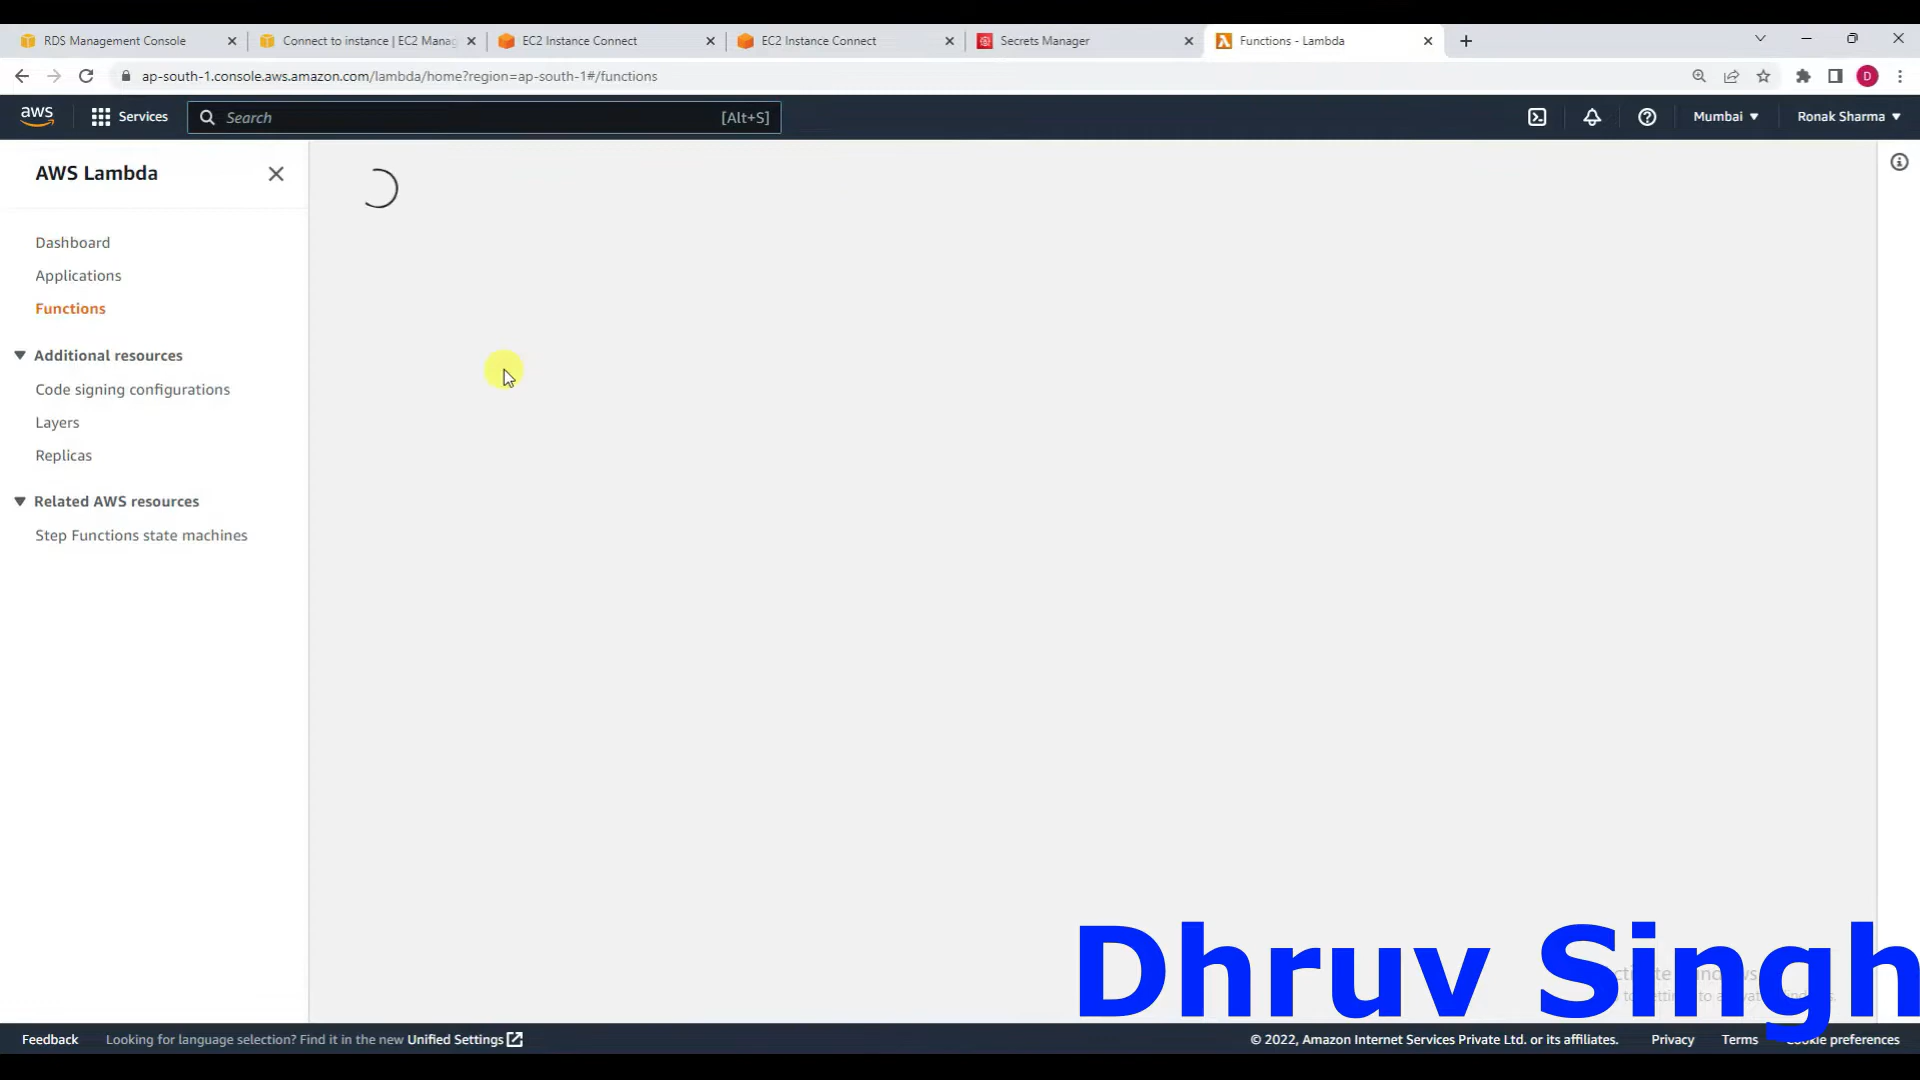 RDS Management Console
Connect to instance | EC2 Manag
EC2 Instance Connect
EC2 Instance Connect
Secrets Manager
Functions - Lambda
ap-south-1.console.aws.amazon.com/lambda/home?region=ap-south-1#/functions
D
aws
Services
Search
[Alt+S]
Mumbai
Ronak Sharma
AWS Lambda
Dashboard
Applications
Functions
Additional resources
Code signing configurations
Layers
Replicas
Related AWS resources
Step Functions state machines
Dhruv Singh
Feedback
Looking for language selection? Find it in the new Unified Settings
© 2022, Amazon Internet Services Private Ltd. or its affiliates.
Privacy
Terms
Cookie preferences